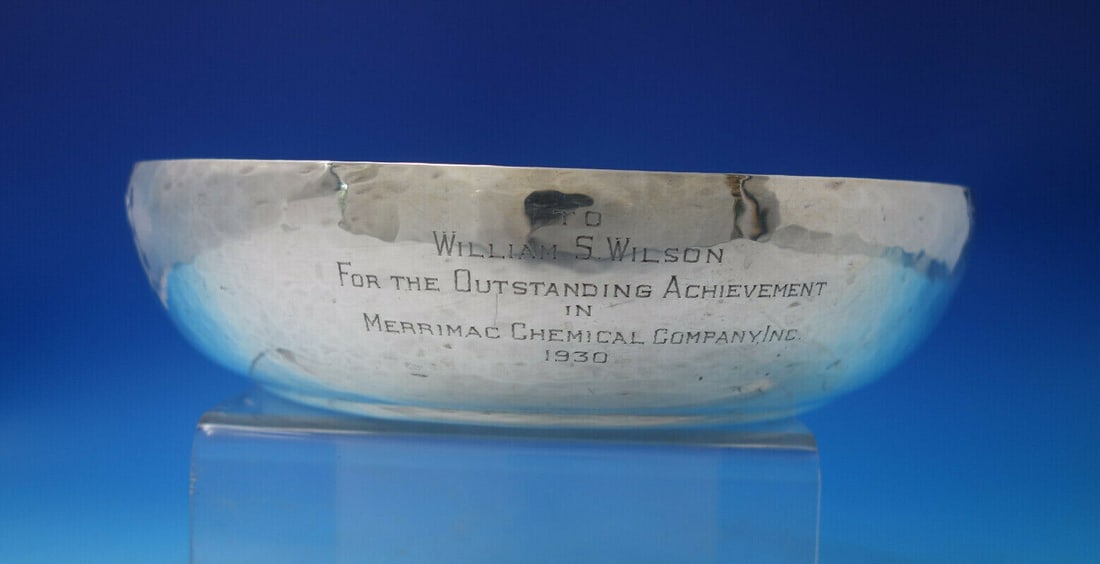 TO
WILLIAM S. WILSON
FOR THE OUTSTANDING ACHIEVEMENT
IN
MERRIMAC CHEMICAL COMPANY, INC.
1930